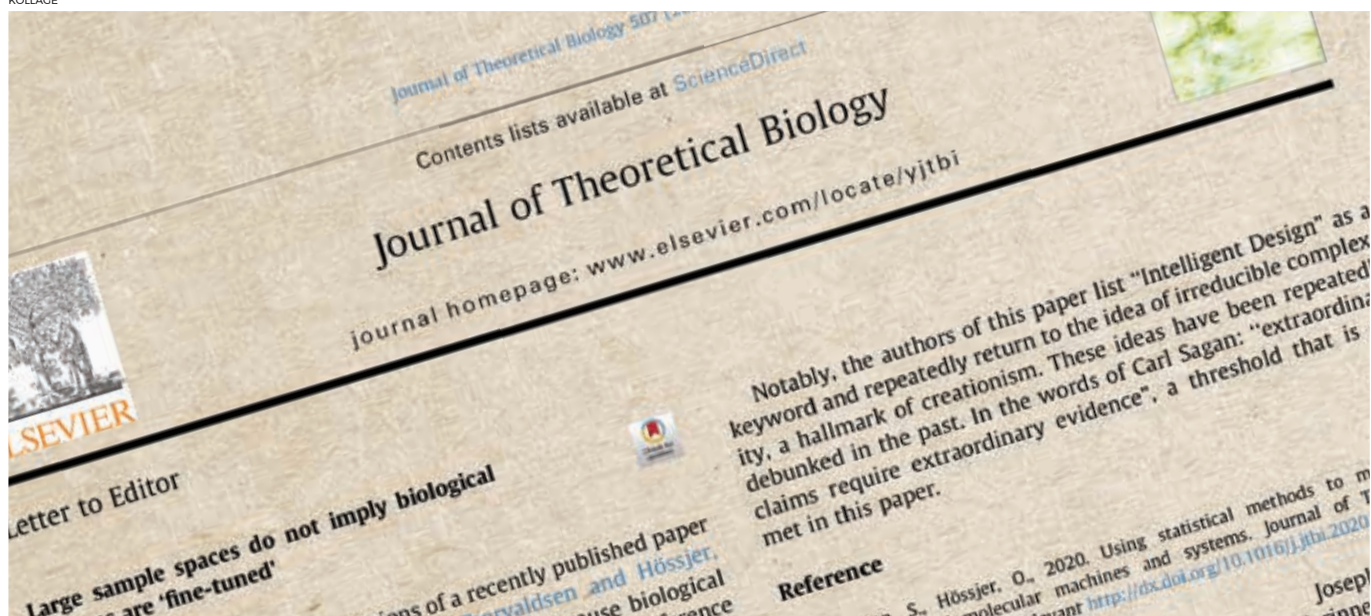 KOLLAGE
Journal of Theoretical Biology 507
Contents lists available at ScienceDirect
Journal of Theoretical Biology
journal homepage: www.elsevier.com/locate/yjtbi
LSEVIER
Letter to Editor
Large sample spaces do not imply biological
are 'fine-tuned'
ions of a recently published paper
orvaldsen and Hössjer,
use biological
Notably, the authors of this paper list “Intelligent Design” as a
keyword and repeatedly return to the idea of irreducible complex
ity, a hallmark of creationism. These ideas have been repeated
debunked in the past. In the words of Carl Sagan: “extraordina
claims require extraordinary evidence”, a threshold that is
met in this paper.
Reference
S., Hössjer, O., 2020. Using statistical methods to m
molecular machines and systems. Journal of T
http://dx.doi.org/10.1016/j.jtbi.2020
Josep